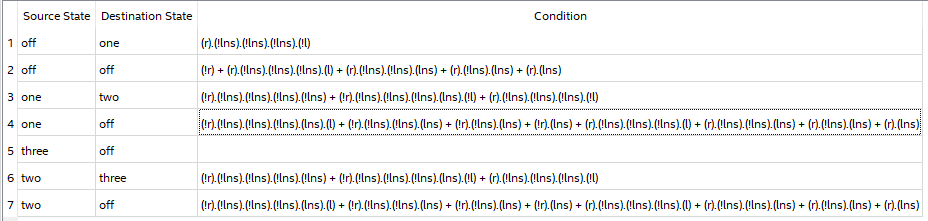 Source State Destination State Condition
1 off one (r).(!lns).(!lns).(!lns).(!l)
2 off off (!r) + (r).(!lns).(!lns).(!lns).(l) + (r).(!lns).(!lns).(lns) + (r).(!lns).(lns) + (r).(lns)
3 one two (!r).(!lns).(!lns).(!lns).(!lns) + (!r).(!lns).(!lns).(!lns).(lns).(!l) + (r).(!lns).(!lns).(!lns).(!l)
4 one off (!r).(!lns).(!lns).(!lns).(lns).(l) + (!r).(!lns).(!lns).(lns) + (!r).(!lns).(lns) + (!r).(lns) + (r).(!lns).(!lns).(!lns).(l) + (r).(!lns).(!lns).(lns) + (r).(!lns).(lns) + (r).(lns)
5 three off
6 two three (!r).(!lns).(!lns).(!lns).(!lns) + (!r).(!lns).(!lns).(!lns).(lns).(!l) + (r).(!lns).(!lns).(!lns).(!l)
7 two off (!r).(!lns).(!lns).(!lns).(lns).(l) + (!r).(!lns).(!lns).(lns) + (!r).(!lns).(lns) + (!r).(lns) + (r).(!lns).(!lns).(!lns).(l) + (r).(!lns).(!lns).(lns) + (r).(!lns).(lns) + (r).(lns)